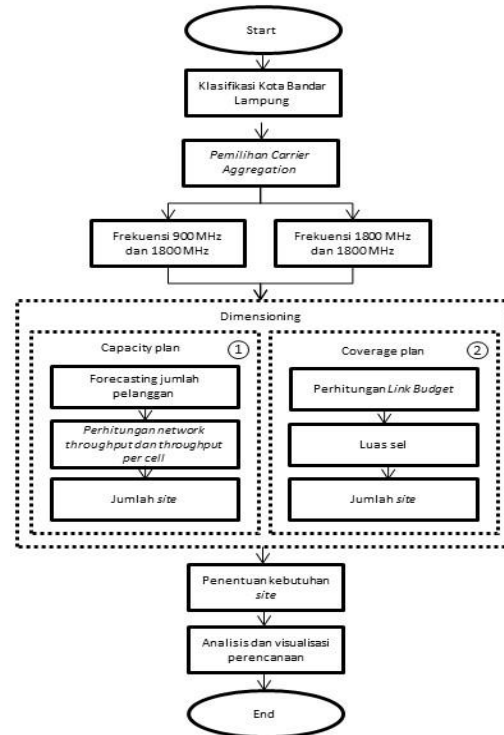 Start
Klasifikasi Kota Bandar
Lampung
Pemilihan Carrier
Aggregation
Frekuensi 900 MHz
dan 1800 MHz
Frekuensi 1800 MHz
dan 1800 MHz
Dimensioning
Capacity plan
1
Forecasting jumlah
pelanggan
Perhitungan network
throughput dan throughput
per cell
Jumlah site
Coverage plan
2
Perhitungan Link Budget
Luas sel
Jumlah site
Penentuan kebutuhan
site
Analisis dan visualisasi
perencanaan
End